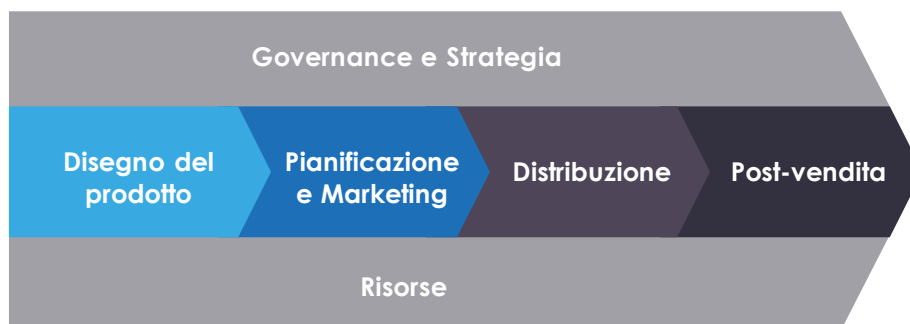 Governance e Strategia
Disegno del
prodotto
Pianificazione
e Marketing
Distribuzione
Post-vendita
Risorse